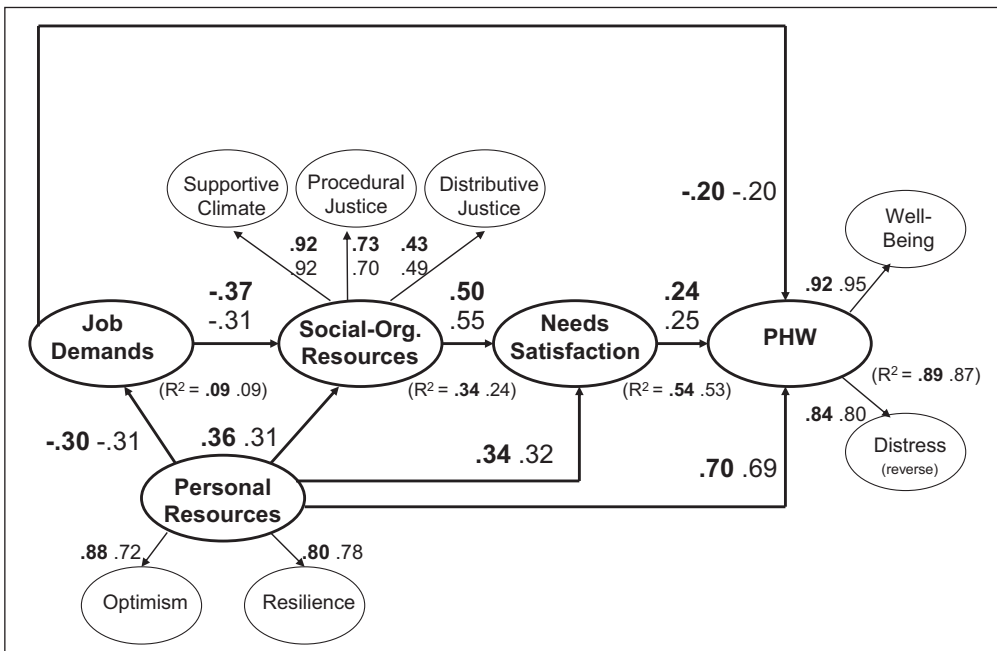 Supportive
Climate
Procedural
Justice
Distributive
Justice
-.20 -.20
Well-
Being
.92
.92
.73
.70
.43
.49
.92 .95
-.37
-.31
.50
.55
.24
.25
Job
Demands
Social-Org.
Resources
Needs
Satisfaction
PHW
(R² = .09 .09)
(R² = .34 .24)
(R² = .54 .53)
(R² = .89 .87)
-.30 -.31
.36 .31
.34 .32
.70 .69
.84 .80
Distress
(reverse)
Personal
Resources
.88 .72
.80 .78
Optimism
Resilience